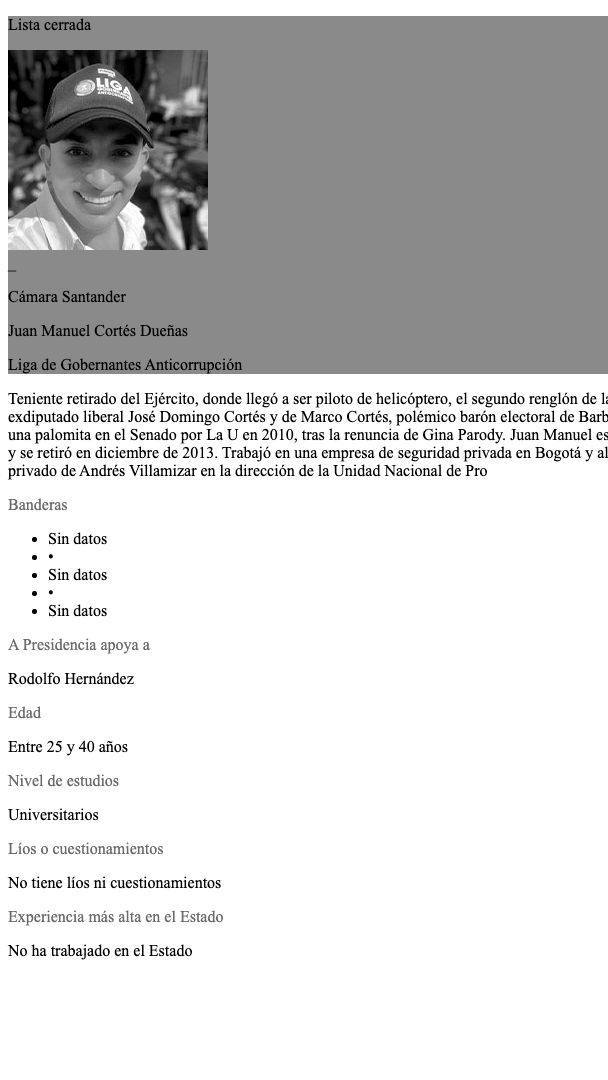 Lista cerrada
LIGA
GOBERNANTES
ANTICORRUPCIÓN
_
Cámara Santander
Juan Manuel Cortés Dueñas
Liga de Gobernantes Anticorrupción
Teniente retirado del Ejército, donde llegó a ser piloto de helicóptero, el segundo renglón de
exdiputado liberal José Domingo Cortés y de Marco Cortés, polémico barón electoral de Barb
una palomita en el Senado por La U en 2010, tras la renuncia de Gina Parody. Juan Manuel es
y se retiró en diciembre de 2013. Trabajó en una empresa de seguridad privada en Bogotá y al
privado de Andrés Villamizar en la dirección de la Unidad Nacional de Pro
Banderas
• Sin datos
• •
• Sin datos
• •
• Sin datos
A Presidencia apoya a
Rodolfo Hernández
Edad
Entre 25 y 40 años
Nivel de estudios
Universitarios
Líos o cuestionamientos
No tiene líos ni cuestionamientos
Experiencia más alta en el Estado
No ha trabajado en el Estado